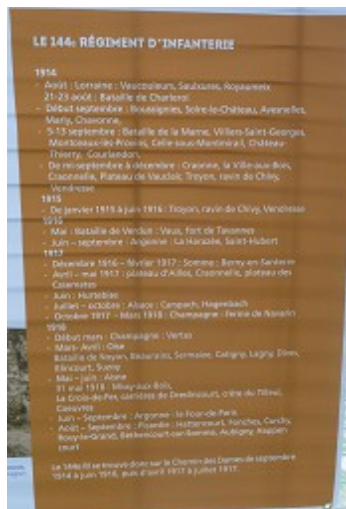 LE 144e RÉGIMENT D'INFANTERIE
1914
- Août : Lorraine : Vaucouleurs, Saulxures, Royaumeix
21-23 août : Bataille de Charleroi
- Début septembre : Boussignies, Solre-le-Château, Avesnelles,
Marly, Chavonne,
- 5-13 septembre : Bataille de la Marne, Villiers-Saint-Georges,
Montceaux-les-Provins, Celle-sous-Montmirail, Château-
Thierry, Courlandon,
- De mi-septembre à décembre : Craonne, la Ville-aux-Bois,
Craonnelle, Plateau de Vauclair, Troyon, ravin de Chivy,
Vendresse
1915
- De janvier 1915 à juin 1916 : Troyon, ravin de Chivy, Vendresse
1916
- Mai : Bataille de Verdun : Vaux, fort de Tavannes
- Juin – septembre : Argonne : La Harazée, Saint-Hubert
1917
- Décembre 1916 – février 1917 : Somme : Berny-en-Santerre
- Avril – mai 1917 : plateau d'Ailles, Craonnelle, plateau des
Casemates
- Juin : Hurtebise
- Juillet – octobre : Alsace : Carspach, Hagenbach
- Octobre 1917 – Mars 1918 : Champagne : Ferme de Navarin
1918
- Début mars : Champagne : Vertus
- Mars- Avril : Oise
Bataille de Noyon, Beaurains, Sermaize, Catigny, Lagny, Dives,
Elincourt, Suzoy
- Mai – juin : Aisne
31 mai 1918 : Missy-aux-Bois,
La Croix-de-Fer, carrières de Dreslincourt, crête du Tilleul,
Coeuvres
- Juin – Septembre : Argonne : le Four-de-Paris
- Août – Septembre : Picardie : Hattencourt, Fonches, Curchy,
Rouy-le-Grand, Bethencourt-sur-Somme, Aubigny, Happen-
court
Le 144e RI se trouve donc sur le Chemin des Dames de septembre
1914 à juin 1916, puis d'avril 1917 à juillet 1917.